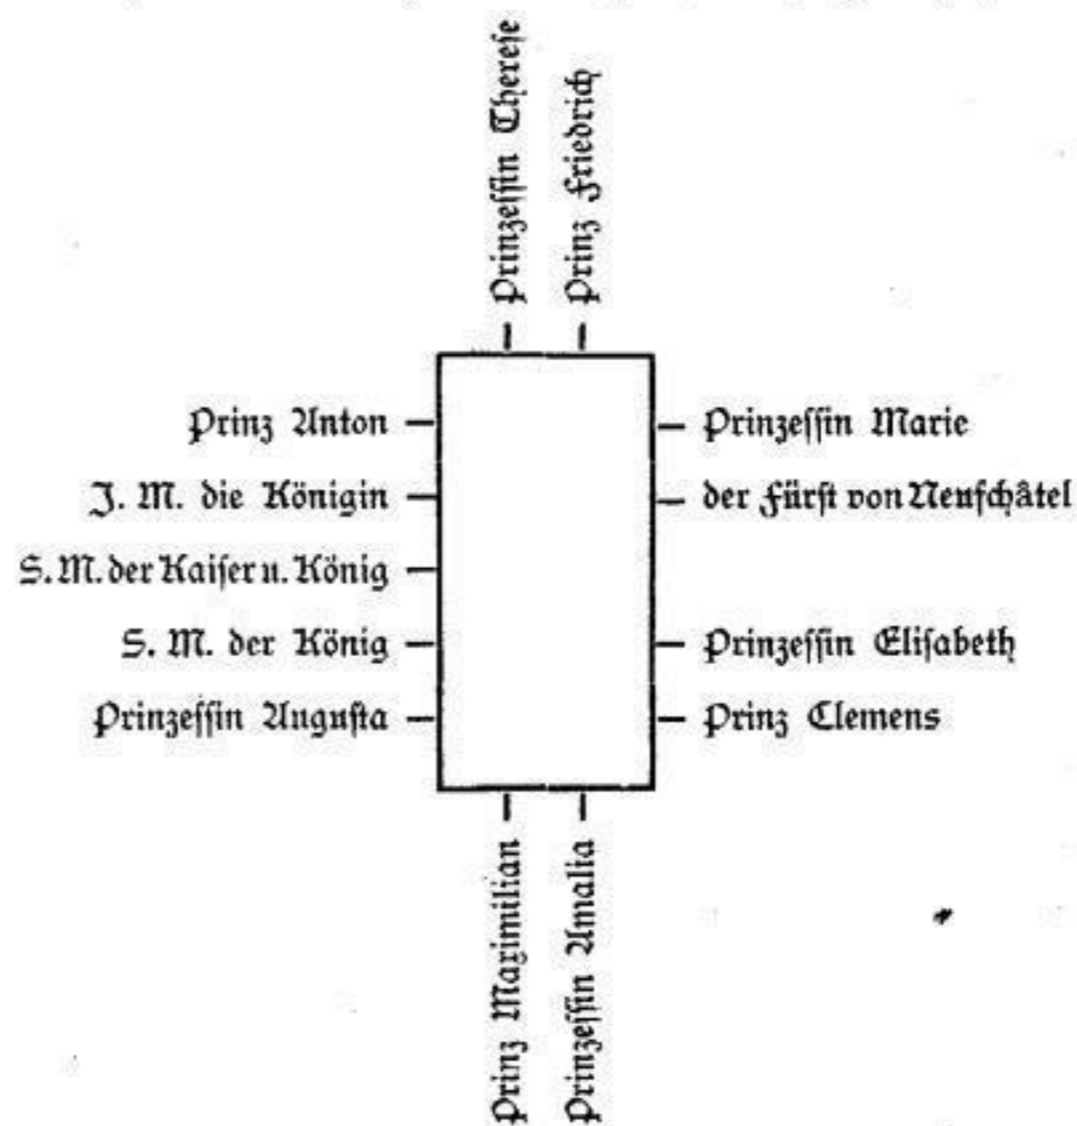 Prinzessin Therese
Prinz Friedrich
Prinz Anton
Prinzessin Marie
J. M. die Königin
der Fürst von Neufchâtel
S. M. der Kaiser u. König
S. M. der König
Prinzessin Elisabeth
Prinzessin Augusta
Prinz Clemens
Prinz Maximilian
Prinzessin Amalia